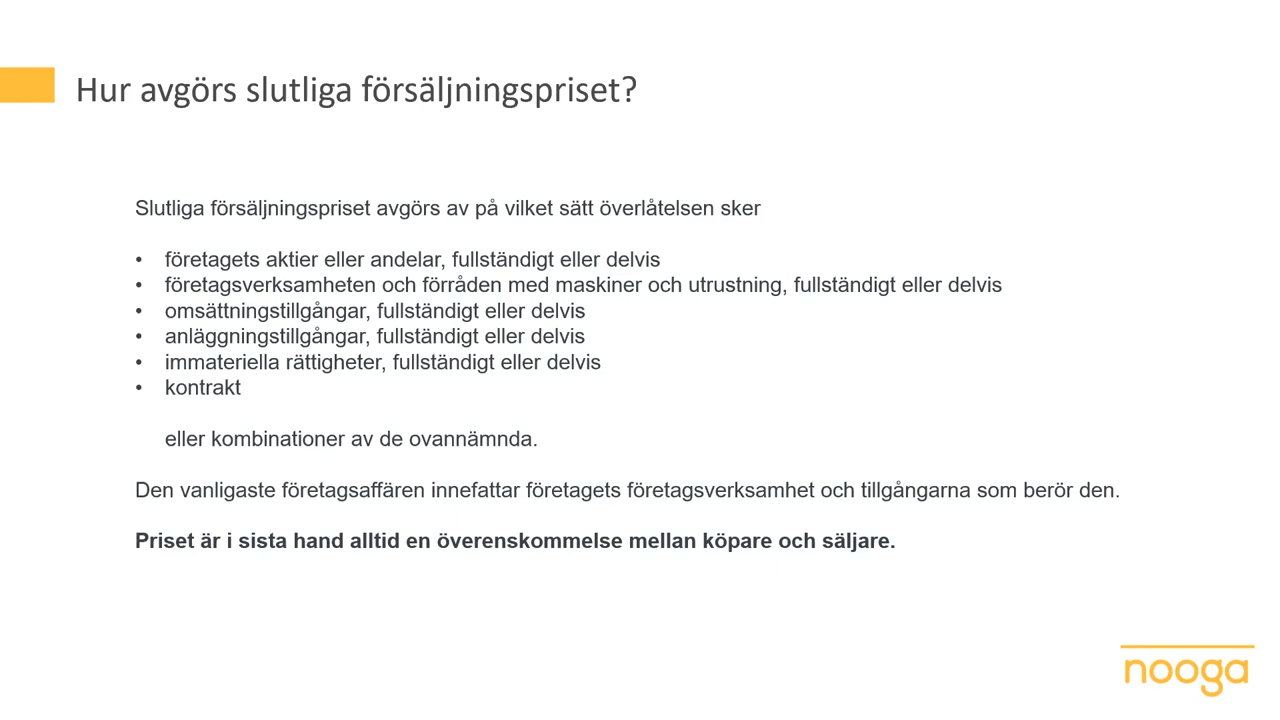 Hur avgörs slutliga försäljningspriset?
Slutliga försäljningspriset avgörs av på vilket sätt överlåtelsen sker
• företagets aktier eller andelar, fullständigt eller delvis
• företagsverksamheten och förråden med maskiner och utrustning, fullständigt eller delvis
• omsättningstillgångar, fullständigt eller delvis
• anläggningstillgångar, fullständigt eller delvis
• immateriella rättigheter, fullständigt eller delvis
• kontrakt
eller kombinationer av de ovannämnda.
Den vanligaste företagsaffären innefattar företagets företagsverksamhet och tillgångarna som berör den.
Priset är i sista hand alltid en överenskommelse mellan köpare och säljare.
nooga